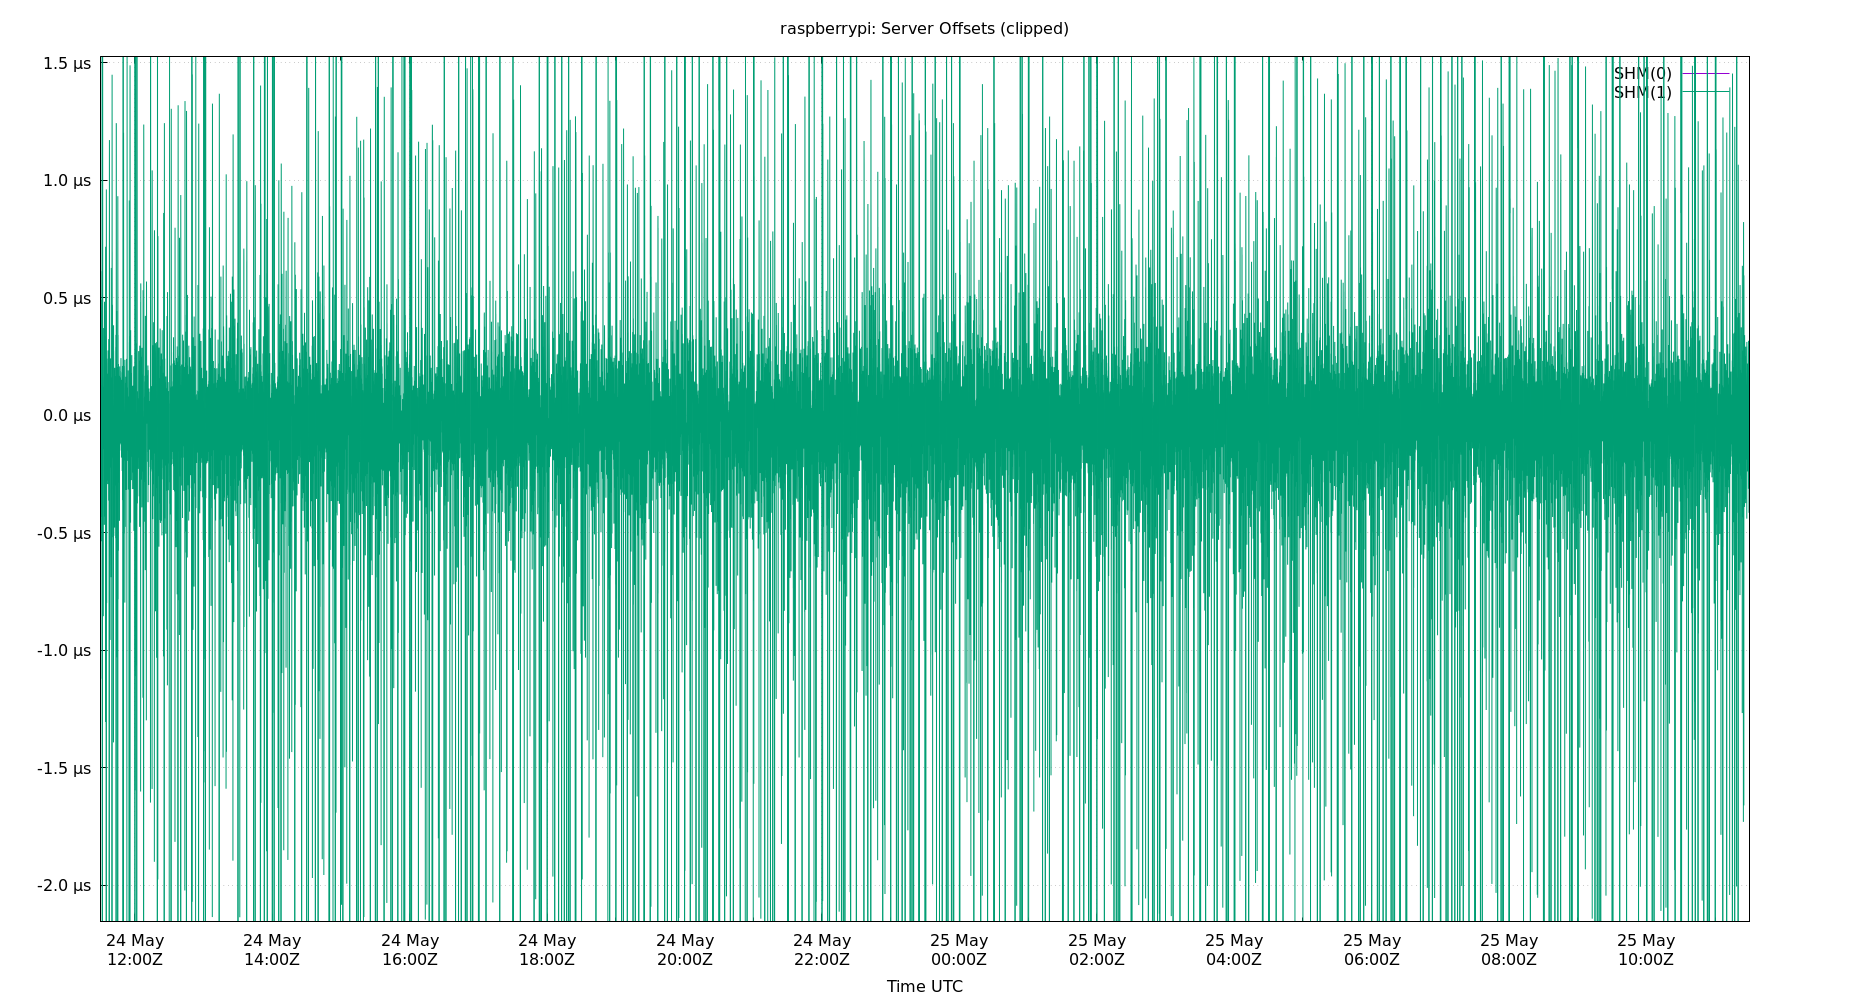 raspberrypi: Server Offsets (clipped)
SHM(0)
SHM(1)
1.5 µs
1.0 µs
0.5 µs
0.0 µs
-0.5 µs
-1.0 µs
-1.5 µs
-2.0 µs
24 May 24 May 24 May 24 May 24 May 24 May 25 May 25 May 25 May 25 May 25 May 25 May
12:00Z 14:00Z 16:00Z 18:00Z 20:00Z 22:00Z 00:00Z 02:00Z 04:00Z 06:00Z 08:00Z 10:00Z
Time UTC